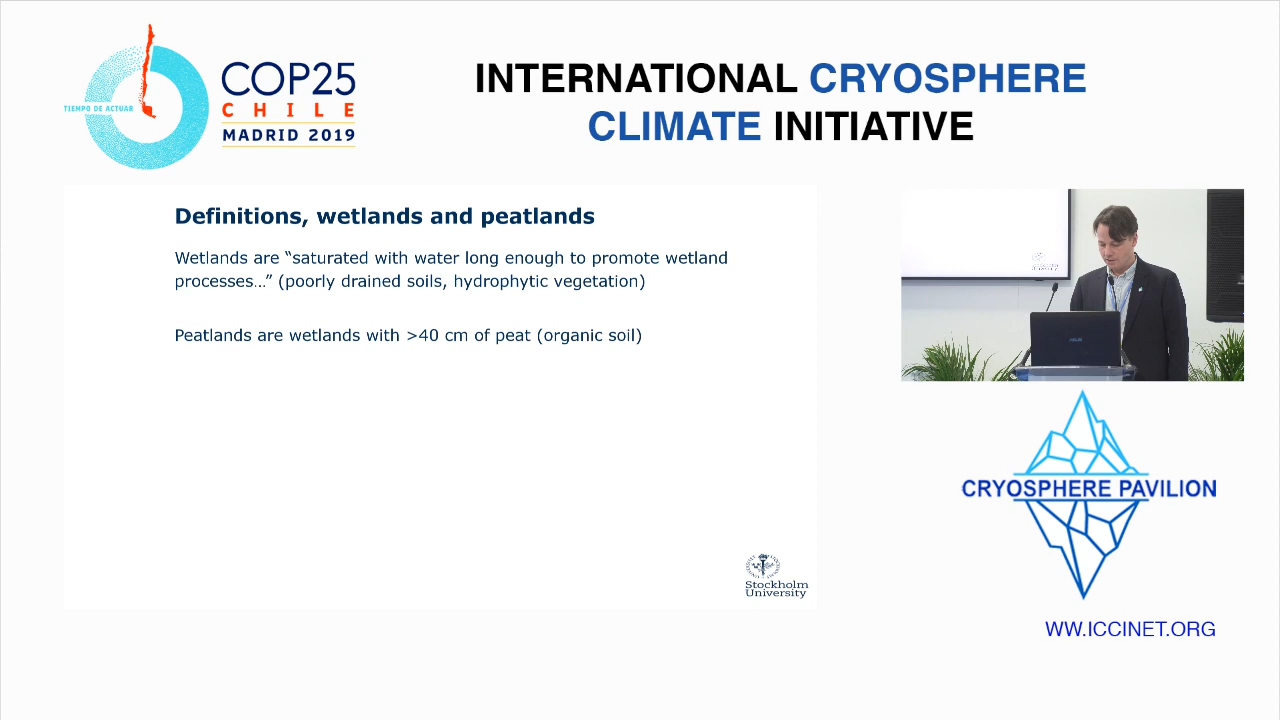 TIEMPO DE ACTUAR
COP25
CHILE
MADRID 2019
INTERNATIONAL CRYOSPHERE
CLIMATE INITIATIVE
Definitions, wetlands and peatlands
Wetlands are “saturated with water long enough to promote wetland
processes…” (poorly drained soils, hydrophytic vegetation)
Peatlands are wetlands with >40 cm of peat (organic soil)
Stockholm
University
ASUS
CRYOSPHERE PAVILION
WW.ICCINET.ORG